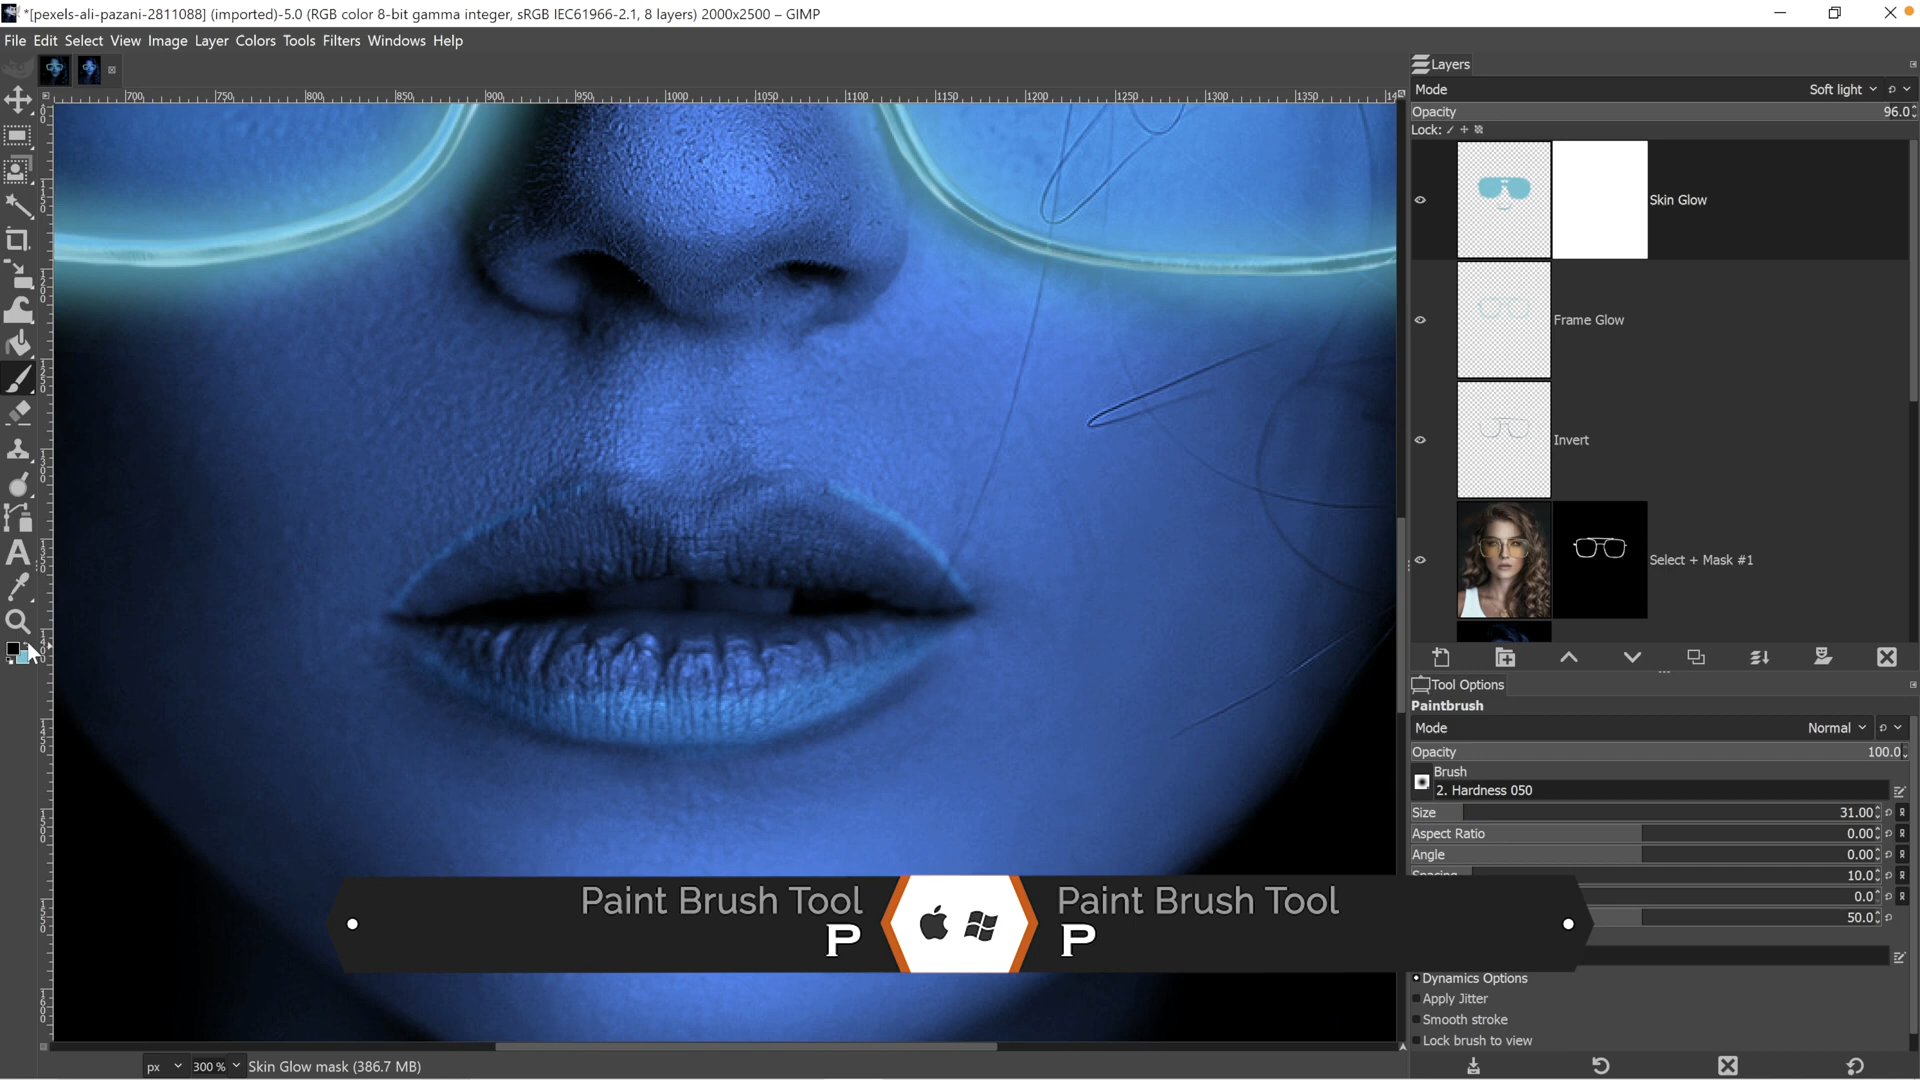 *[pexels-ali-pazani-2811088] (imported)-5.0 (RGB color 8-bit gamma integer, sRGB IEC61966-2.1, 8 layers) 2000x2500 – GIMP
File Edit Select View Image Layer Colors Tools Filters Windows Help
700 750 800 850 900 950 1000 1050 1100 1150 1200 1250 1300 1350
Layers
Mode Soft light
Opacity 96.0
Lock:
Skin Glow
Frame Glow
Invert
Select + Mask #1
Tool Options
Paintbrush
Mode Normal
Opacity 100.0
Brush
2. Hardness 050
Size 31.00
Aspect Ratio 0.00
Angle 0.00
Spacing 10.0
0.0
50.0
Dynamics Options
Apply Jitter
Smooth stroke
Lock brush to view
Paint Brush Tool
P
Paint Brush Tool
P
px 300 % Skin Glow mask (386.7 MB)